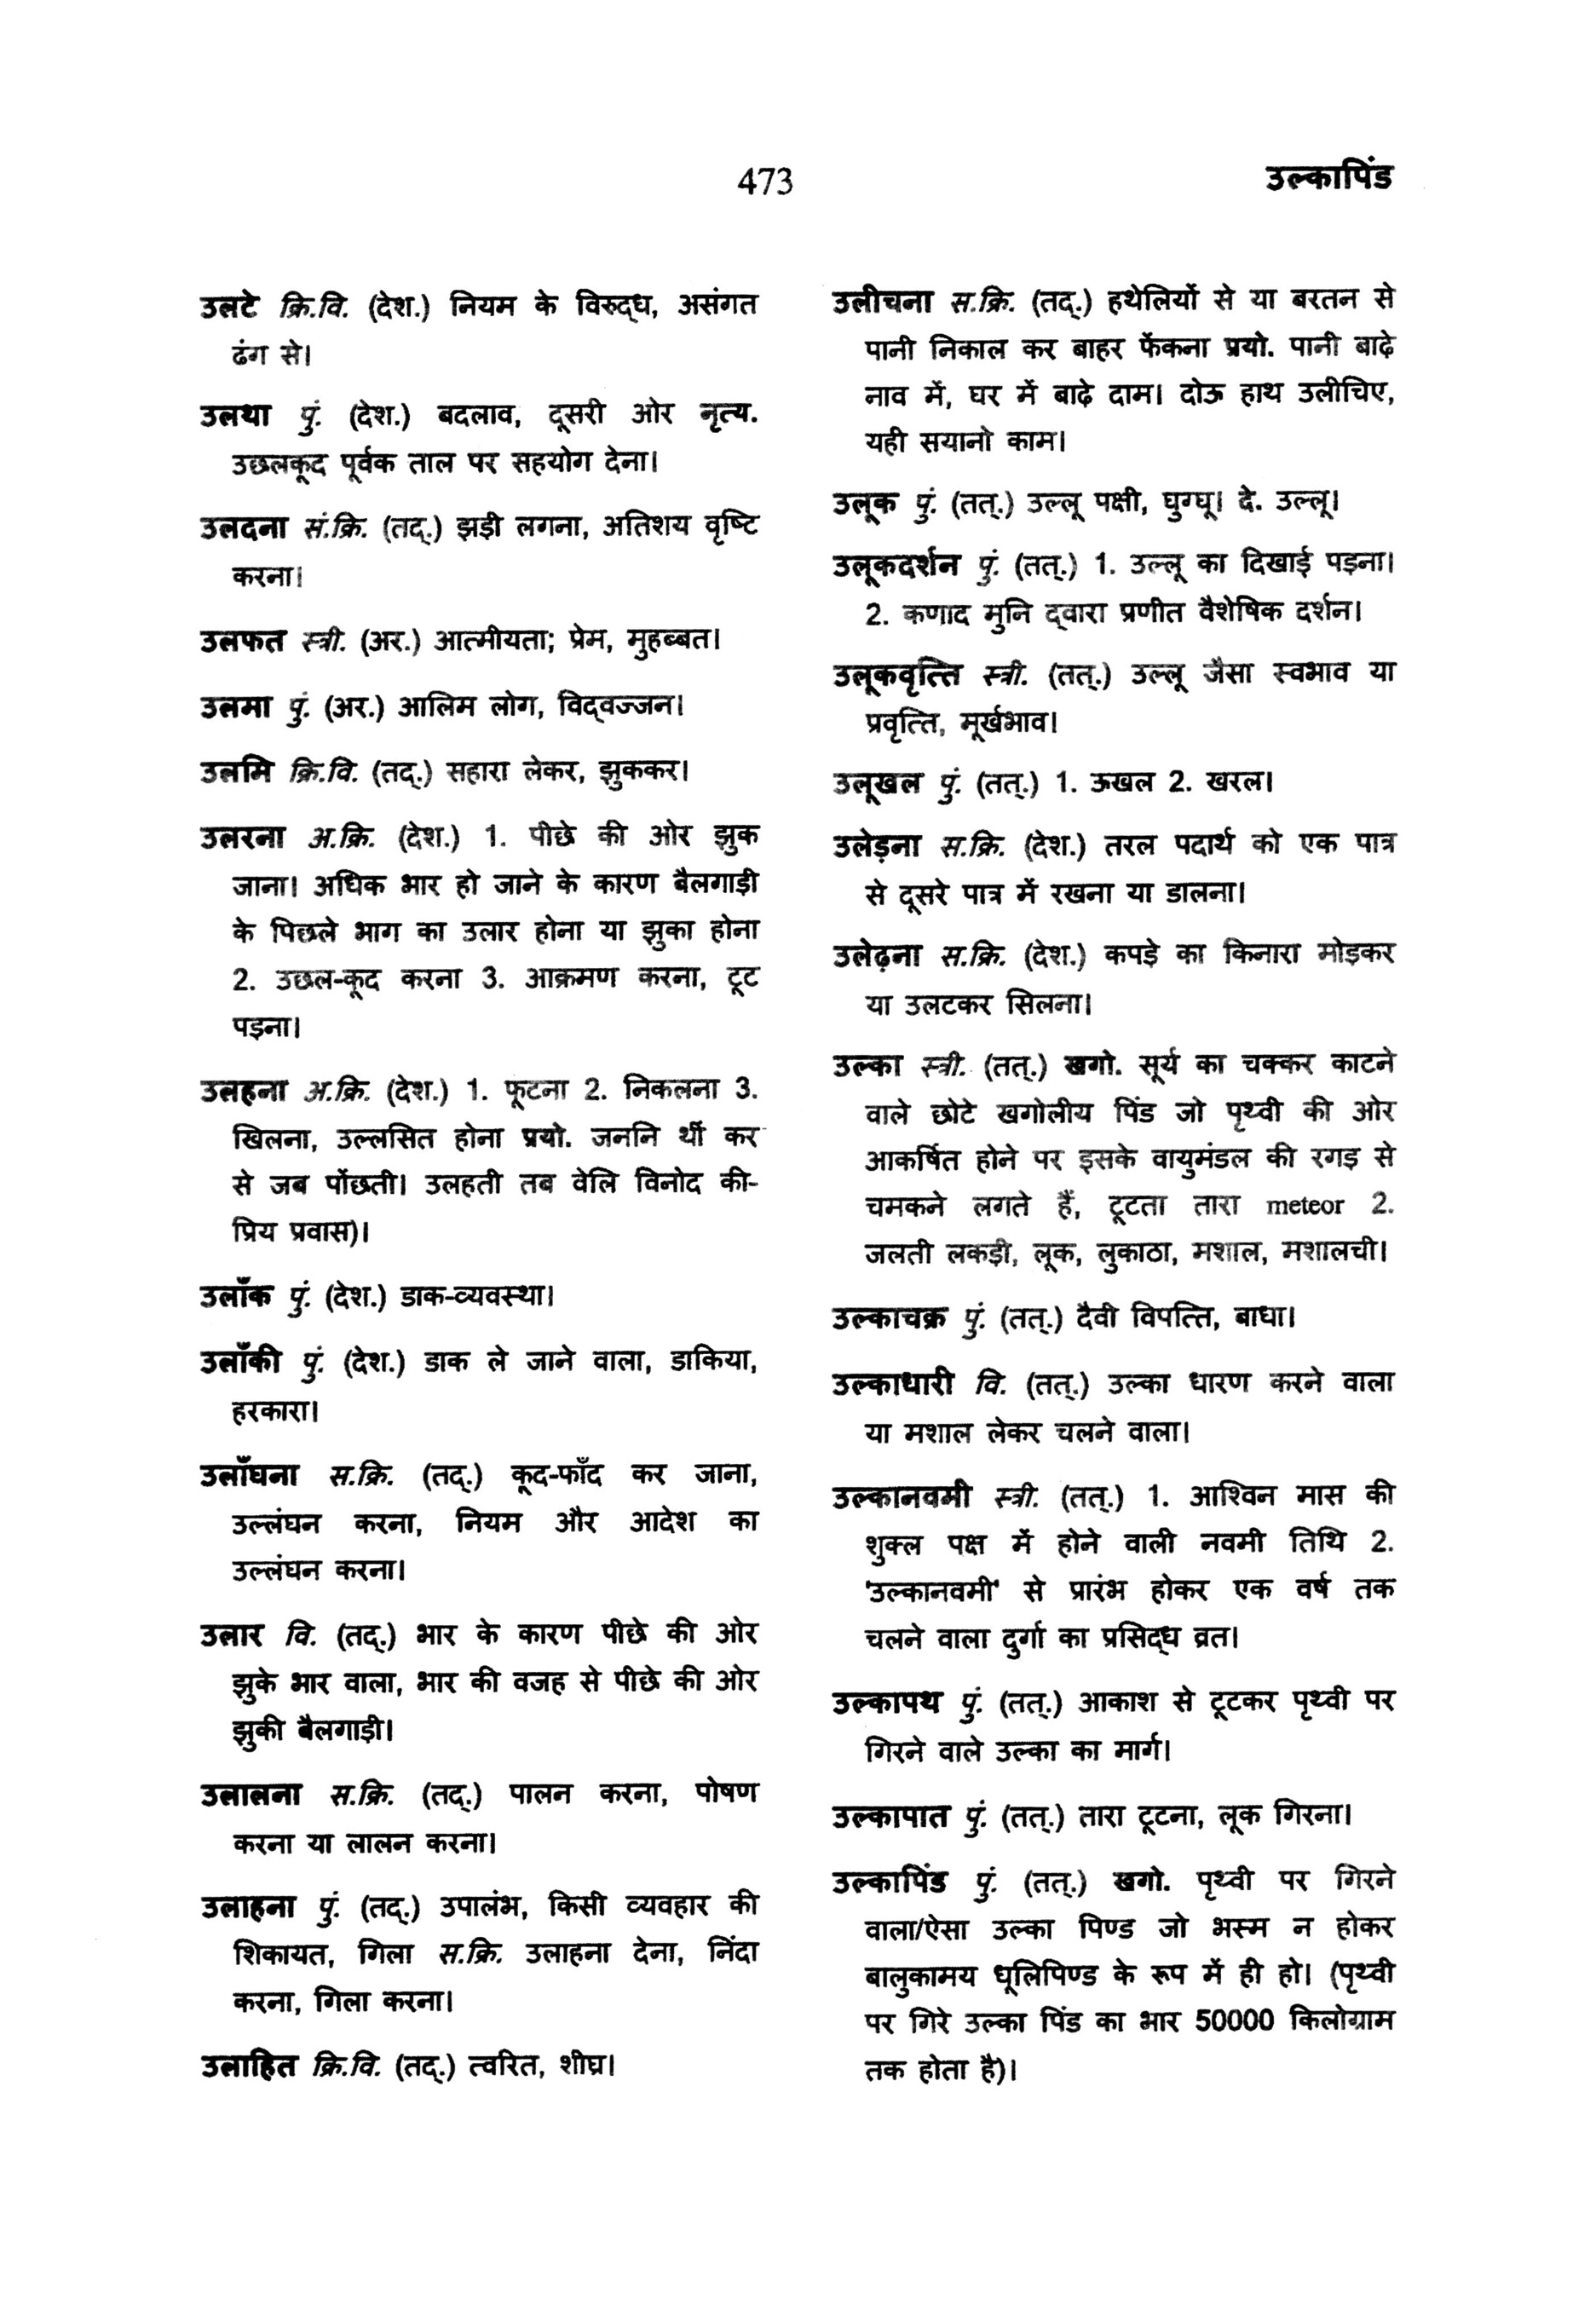 473
उल्कापिंड
उलटे क्रि.वि. (देश.) नियम के विरुद्ध, असंगत
ढंग से।
उलथा पुं. (देश.) बदलाव, दूसरी ओर नृत्य.
उछलकूद पूर्वक ताल पर सहयोग देना।
उलदना सं.क्रि. (तद्.) झड़ी लगना, अतिशय वृष्टि
करना।
उलफत स्त्री. (अर.) आत्मीयता; प्रेम, मुहब्बत।
उलमा पुं. (अर.) आलिम लोग, विद्वज्जन।
उलमि क्रि.वि. (तद्.) सहारा लेकर, झुककर।
उलरना अ.क्रि. (देश.) 1. पीछे की ओर झुक
जाना। अधिक भार हो जाने के कारण बैलगाड़ी
के पिछले भाग का उलार होना या झुका होना
2. उछल-कूद करना 3. आक्रमण करना, टूट
पड़ना।
उलहना अ.क्रि. (देश.) 1. फूटना 2. निकलना 3.
खिलना, उल्लसित होना प्रयो. जननि थीं कर
से जब पोंछती। उलहती तब वेलि विनोद की-
प्रिय प्रवास)।
उलाँक पुं. (देश.) डाक-व्यवस्था।
उलाँकी पुं. (देश.) डाक ले जाने वाला, डाकिया,
हरकारा।
उलाँघना स.क्रि. (तद्.) कूद-फाँद कर जाना,
उल्लंघन करना, नियम और आदेश का
उल्लंघन करना।
उलार वि. (तद्.) भार के कारण पीछे की ओर
झुके भार वाला, भार की वजह से पीछे की ओर
झुकी बैलगाड़ी।
उलालना स.क्रि. (तद्.) पालन करना, पोषण
करना या लालन करना।
उलाहना पुं. (तद्.) उपालंभ, किसी व्यवहार की
शिकायत, गिला स.क्रि. उलाहना देना, निंदा
करना, गिला करना।
उलाहित क्रि.वि. (तद्.) त्वरित, शीघ्र।
उलीचना स.क्रि. (तद्.) हथेलियों से या बरतन से
पानी निकाल कर बाहर फेंकना प्रयो. पानी बाढ़े
नाव में, घर में बाढ़े दाम। दोऊ हाथ उलीचिए,
यही सयानो काम।
उलूक पुं. (तत्.) उल्लू पक्षी, घुग्घू। दे. उल्लू।
उलूकदर्शन पुं. (तत्.) 1. उल्लू का दिखाई पड़ना।
2. कणाद मुनि द्वारा प्रणीत वैशेषिक दर्शन।
उलूकवृत्ति स्त्री. (तत्.) उल्लू जैसा स्वभाव या
प्रवृत्ति, मूर्खभाव।
उलूखल पुं. (तत्.) 1. ऊखल 2. खरल।
उलेड़ना स.क्रि. (देश.) तरल पदार्थ को एक पात्र
से दूसरे पात्र में रखना या डालना।
उलेढ़ना स.क्रि. (देश.) कपड़े का किनारा मोड़कर
या उलटकर सिलना।
उल्का स्त्री. (तत्.) खगो. सूर्य का चक्कर काटने
वाले छोटे खगोलीय पिंड जो पृथ्वी की ओर
आकर्षित होने पर इसके वायुमंडल की रगड़ से
चमकने लगते हैं, टूटता तारा meteor 2.
जलती लकड़ी, लूक, लुकाठा, मशाल, मशालची।
उल्काचक्र पुं. (तत्.) दैवी विपत्ति, बाधा।
उल्काधारी वि. (तत्.) उल्का धारण करने वाला
या मशाल लेकर चलने वाला।
उल्कानवमी स्त्री. (तत्.) 1. आश्विन मास की
शुक्ल पक्ष में होने वाली नवमी तिथि 2.
'उल्कानवमी' से प्रारंभ होकर एक वर्ष तक
चलने वाला दुर्गा का प्रसिद्ध व्रत।
उल्कापथ पुं. (तत्.) आकाश से टूटकर पृथ्वी पर
गिरने वाले उल्का का मार्ग।
उल्कापात पुं. (तत्.) तारा टूटना, लूक गिरना।
उल्कापिंड पुं. (तत्.) खगो. पृथ्वी पर गिरने
वाला/ऐसा उल्का पिण्ड जो भस्म न होकर
बालुकामय धूलिपिण्ड के रूप में ही हो। (पृथ्वी
पर गिरे उल्का पिंड का भार 50000 किलोग्राम
तक होता है)।